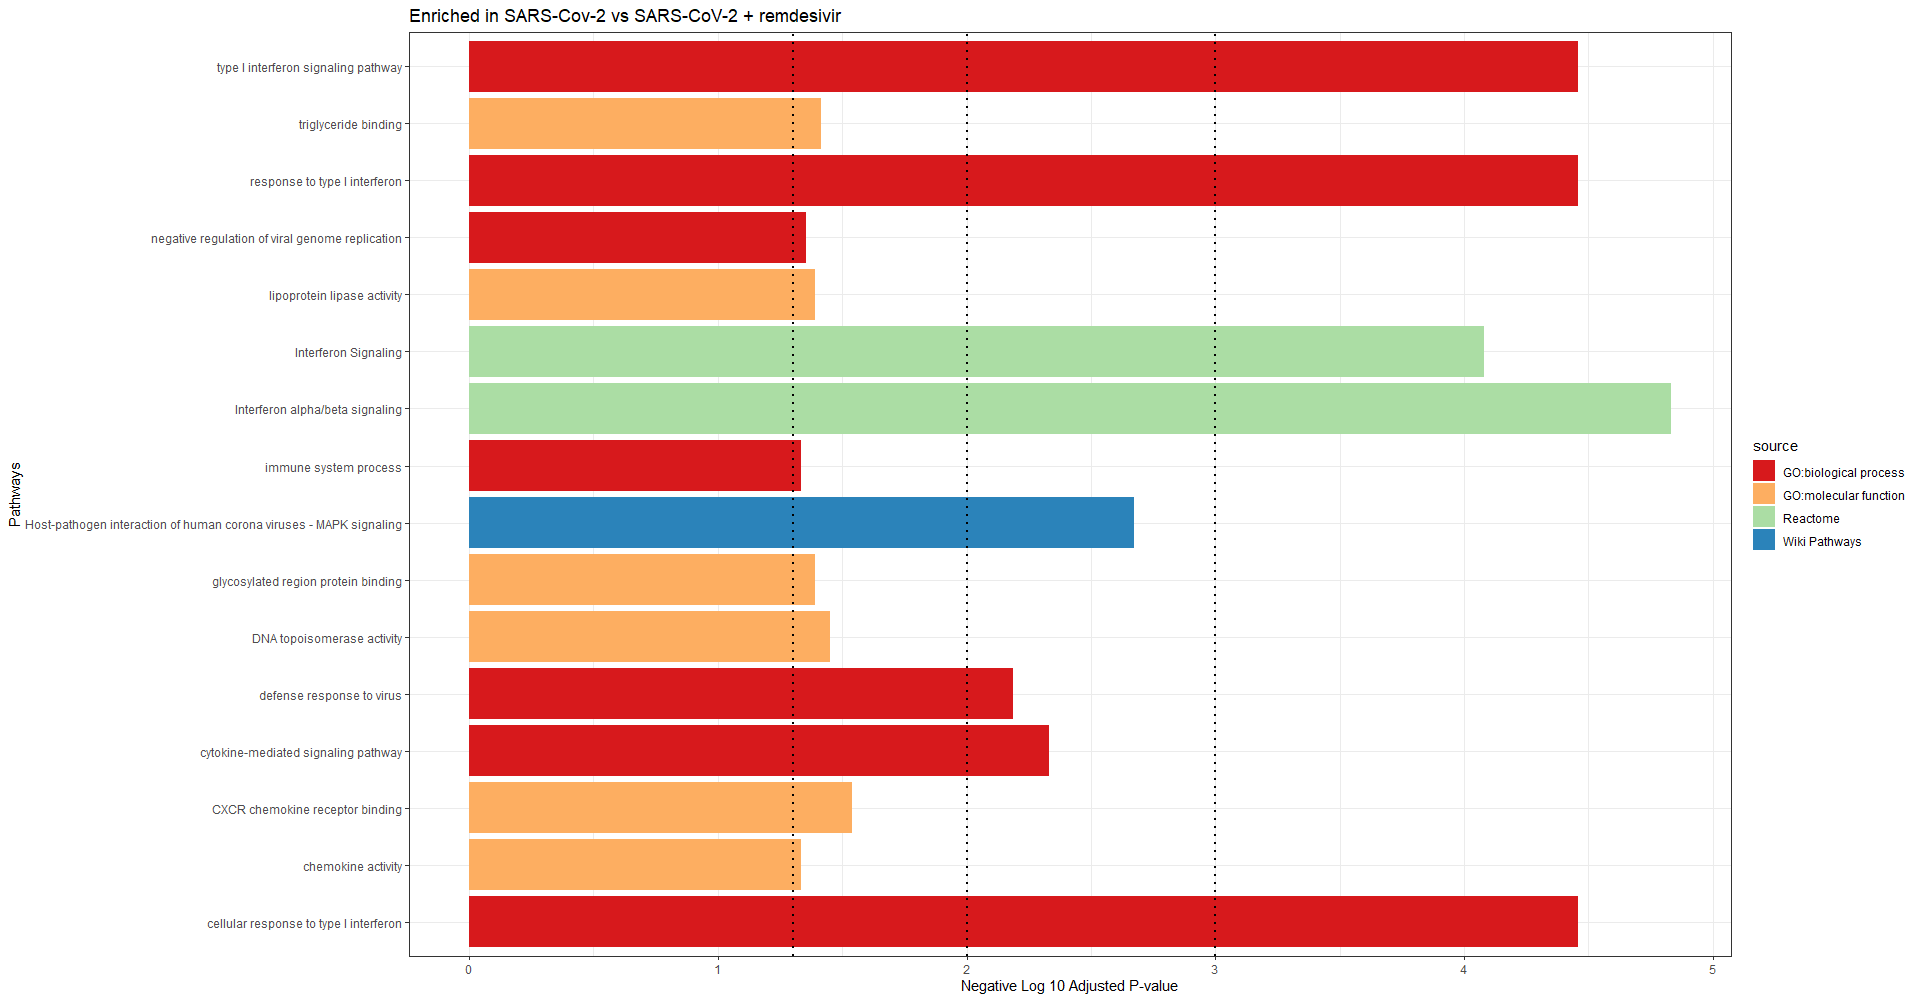 Enriched in SARS-Cov-2 vs SARS-CoV-2 + remdesivir
Pathways
type I interferon signaling pathway
triglyceride binding
response to type I interferon
negative regulation of viral genome replication
lipoprotein lipase activity
Interferon Signaling
Interferon alpha/beta signaling
immune system process
Host-pathogen interaction of human corona viruses - MAPK signaling
glycosylated region protein binding
DNA topoisomerase activity
defense response to virus
cytokine-mediated signaling pathway
CXCR chemokine receptor binding
chemokine activity
cellular response to type I interferon
0 1 2 3 4 5
Negative Log 10 Adjusted P-value
source
GO:biological process
GO:molecular function
Reactome
Wiki Pathways